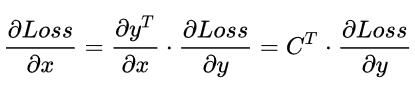 ∂Loss/∂x = ∂y^T/∂x · ∂Loss/∂y = C^T · ∂Loss/∂y